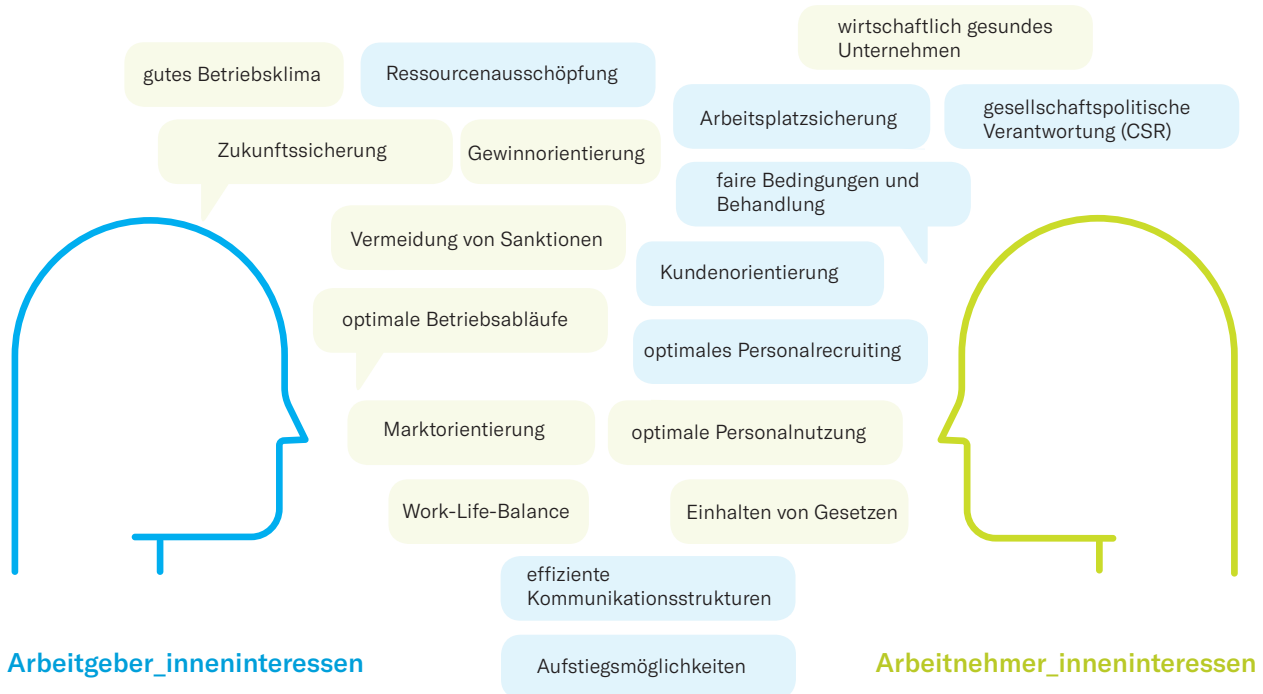 wirtschaftlich gesundes
Unternehmen
gutes Betriebsklima
Ressourcenausschöpfung
Arbeitsplatzsicherung
gesellschaftspolitische
Verantwortung (CSR)
Zukunftssicherung
Gewinnorientierung
faire Bedingungen und
Behandlung
Vermeidung von Sanktionen
Kundenorientierung
optimale Betriebsabläufe
optimales Personalrecruiting
Marktorientierung
optimale Personalnutzung
Work-Life-Balance
Einhalten von Gesetzen
effiziente
Kommunikationsstrukturen
Aufstiegsmöglichkeiten
Arbeitgeber_inneninteressen
Arbeitnehmer_inneninteressen